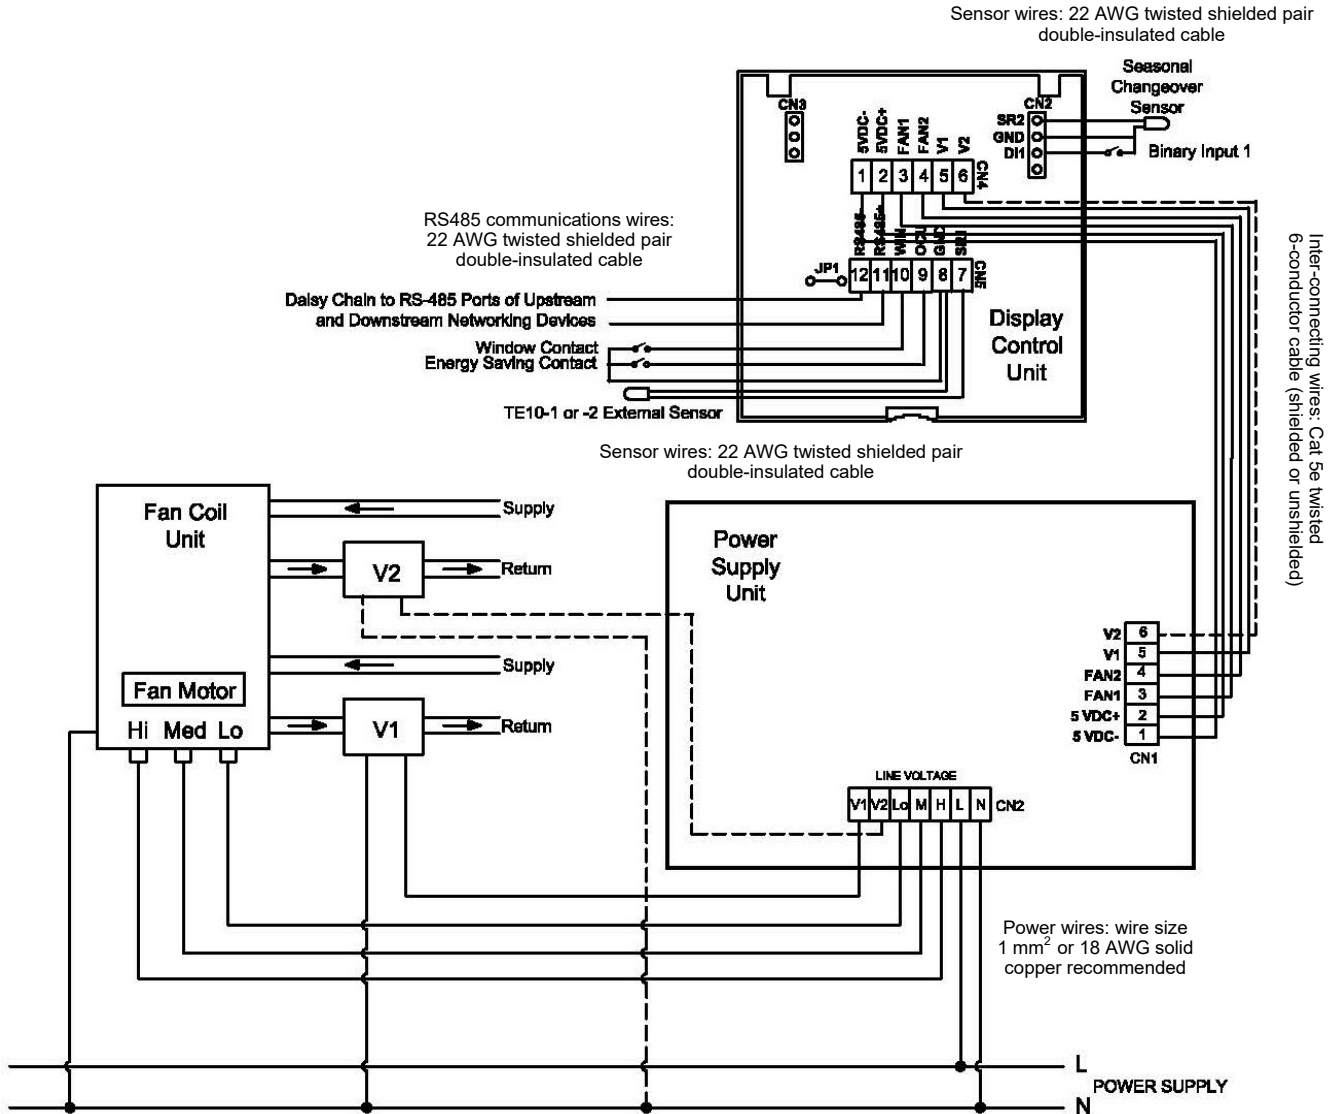 Sensor wires: 22 AWG twisted shielded pair
double-insulated cable
Seasonal
Changeover
Sensor
CN3
CN2
SR2
GND
DI1
Binary Input 1
5VDC-
5VDC+
FAN1
FAN2
V1
V2
1 2 3 4 5 6
CN4
RS485 communications wires:
22 AWG twisted shielded pair
double-insulated cable
RS485-
RS485+
WIN
OCU
GND
SR1
JP1
12 11 10 9 8 7
CN5
Daisy Chain to RS-485 Ports of Upstream
and Downstream Networking Devices
Window Contact
Energy Saving Contact
TE10-1 or -2 External Sensor
Display
Control
Unit
Inter-connecting wires: Cat 5e twisted
6-conductor cable (shielded or unshielded)
Sensor wires: 22 AWG twisted shielded pair
double-insulated cable
Fan Coil
Unit
Supply
V2
Return
Supply
Fan Motor
Hi Med Lo
V1
Return
Power
Supply
Unit
V2 6
V1 5
FAN2 4
FAN1 3
5 VDC+ 2
5 VDC- 1
CN1
LINE VOLTAGE
V1 V2 Lo M H L N CN2
Power wires: wire size
1 mm² or 18 AWG solid
copper recommended
L
POWER SUPPLY
N